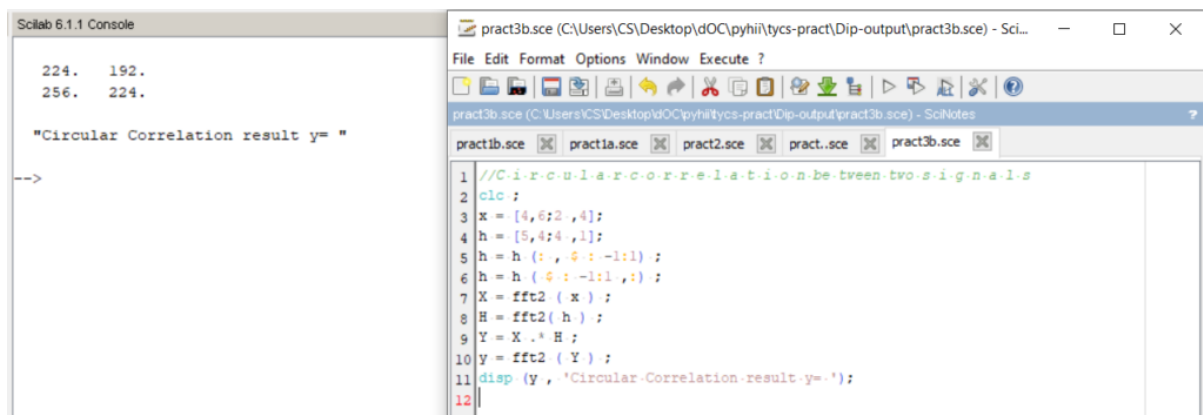 Scilab 6.1.1 Console
224. 192.
256. 224.
"Circular Correlation result y= "
-->
pract3b.sce (C:\Users\CS\Desktop\dOC\pyhii\tycs-pract\Dip-output\pract3b.sce) - Sci...
File Edit Format Options Window Execute ?
pract3b.sce (C:\Users\CS\Desktop\dOC\pyhii\tycs-pract\Dip-output\pract3b.sce) - SciNotes ?
pract1b.sce pract1a.sce pract2.sce pract..sce pract3b.sce
1 //C·i·r·c·u·l·a·r·c·o·r·r·e·l·a·t·i·o·n·be·tween·two·s·i·g·n·a·l·s
2 clc·;
3 x·=·[4,6;2·,4];
4 h·=·[5,4;4·,1];
5 h·=·h·(:·,·$·:·-1:1)·;
6 h·=·h·(·$·:·-1:1·,:)·;
7 X·=·fft2·(·x·)·;
8 H·=·fft2(·h·)·;
9 Y·=·X·.*·H·;
10 y·=·fft2·(·Y·)·;
11 disp·(y·,·'Circular·Correlation·result·y=·');
12